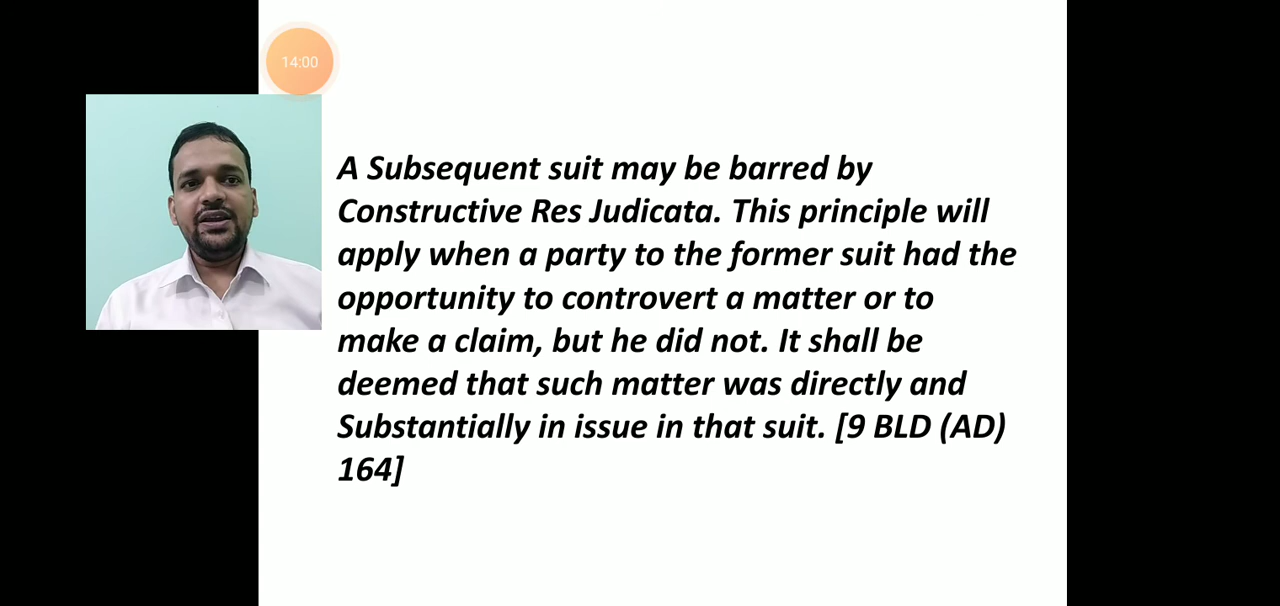 14:00
A Subsequent suit may be barred by
Constructive Res Judicata. This principle will
apply when a party to the former suit had the
opportunity to controvert a matter or to
make a claim, but he did not. It shall be
deemed that such matter was directly and
Substantially in issue in that suit. [9 BLD (AD)
164]